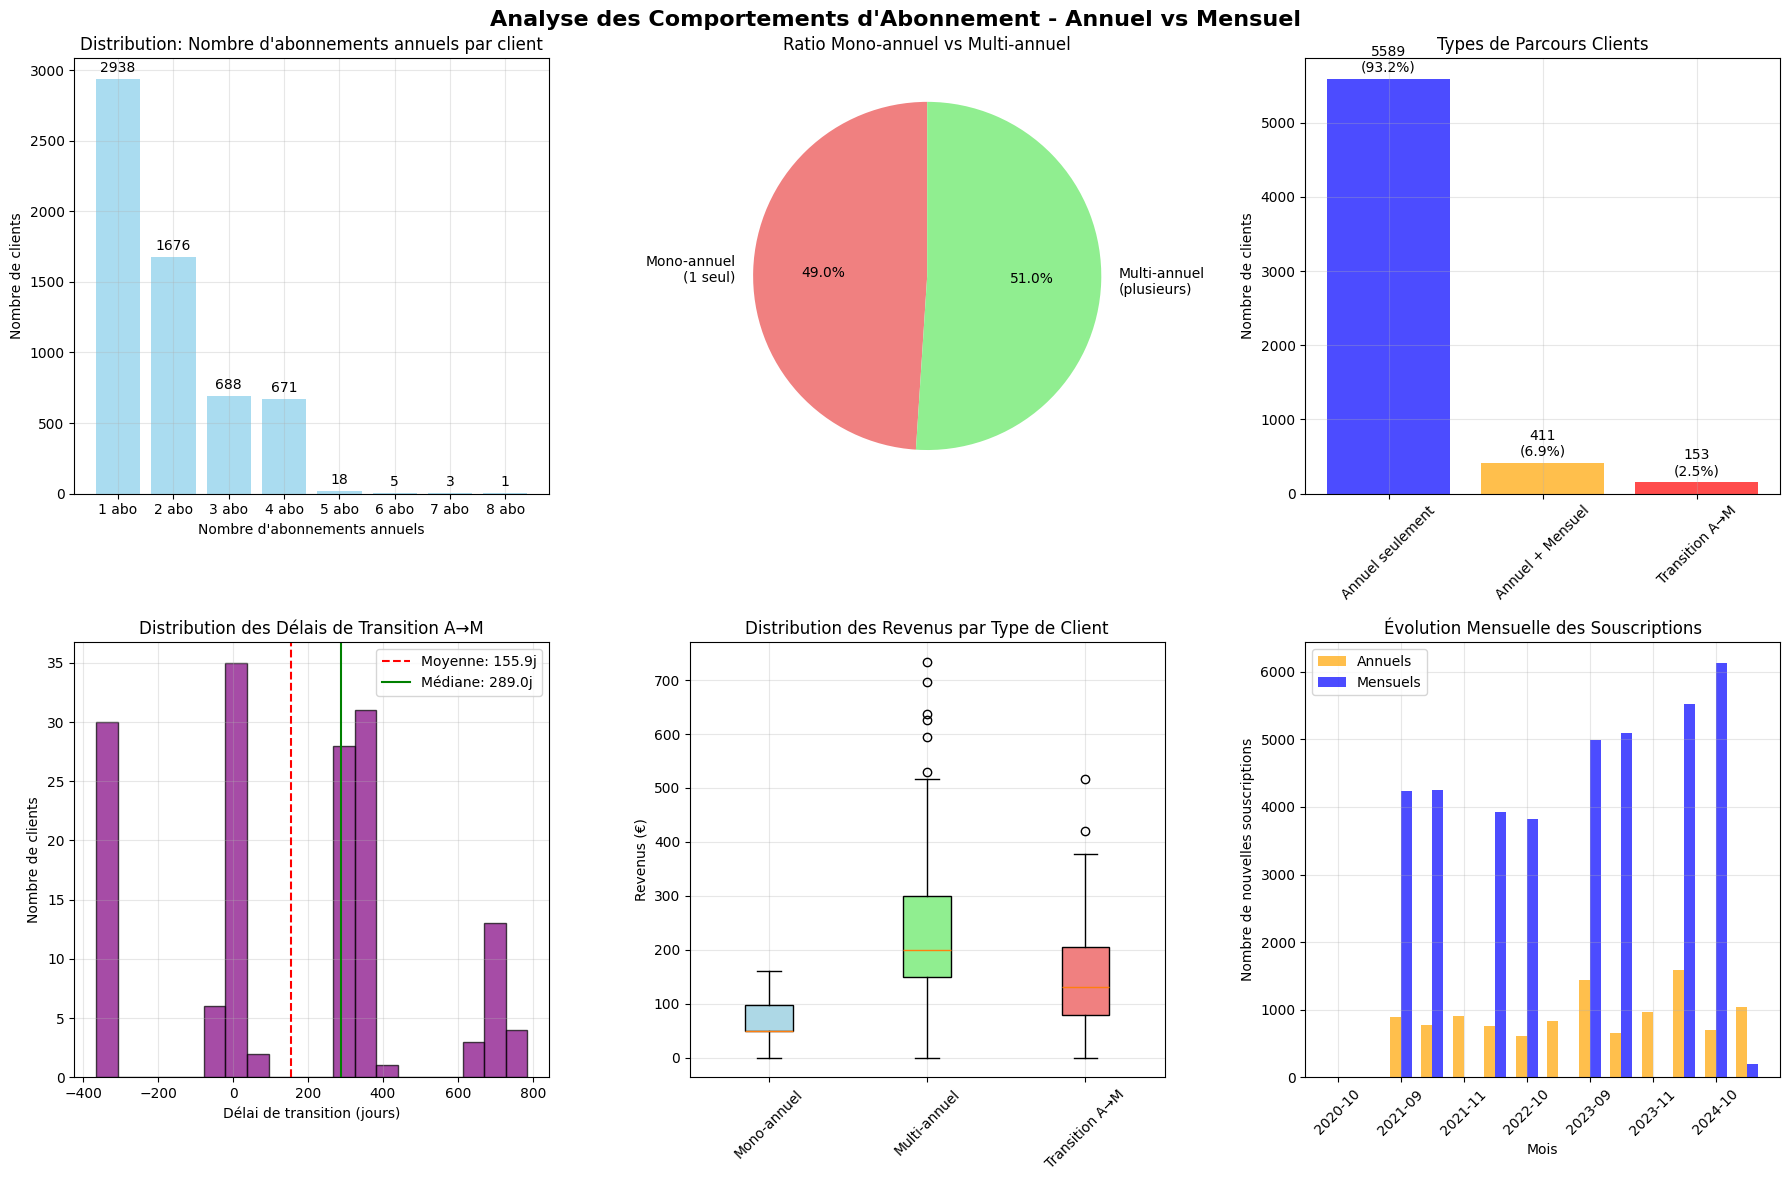 Analyse des Comportements d'Abonnement - Annuel vs Mensuel
Distribution: Nombre d'abonnements annuels par client
Nombre de clients
3000
2500
2000
1500
1000
500
0
2938
1676
688
671
18
5
3
1
1 abo
2 abo
3 abo
4 abo
5 abo
6 abo
7 abo
8 abo
Nombre d'abonnements annuels
Ratio Mono-annuel vs Multi-annuel
Mono-annuel
(1 seul)
49.0%
51.0%
Multi-annuel
(plusieurs)
Types de Parcours Clients
Nombre de clients
5000
4000
3000
2000
1000
0
5589
(93.2%)
411
(6.9%)
153
(2.5%)
Annuel seulement
Annuel + Mensuel
Transition A→M
Distribution des Délais de Transition A→M
Nombre de clients
35
30
25
20
15
10
5
0
Moyenne: 155.9j
Médiane: 289.0j
−400
−200
0
200
400
600
800
Délai de transition (jours)
Distribution des Revenus par Type de Client
Revenus (€)
700
600
500
400
300
200
100
0
Mono-annuel
Multi-annuel
Transition A→M
Évolution Mensuelle des Souscriptions
Nombre de nouvelles souscriptions
6000
5000
4000
3000
2000
1000
0
Annuels
Mensuels
2020-10
2021-09
2021-11
2022-10
2023-09
2023-11
2024-10
Mois